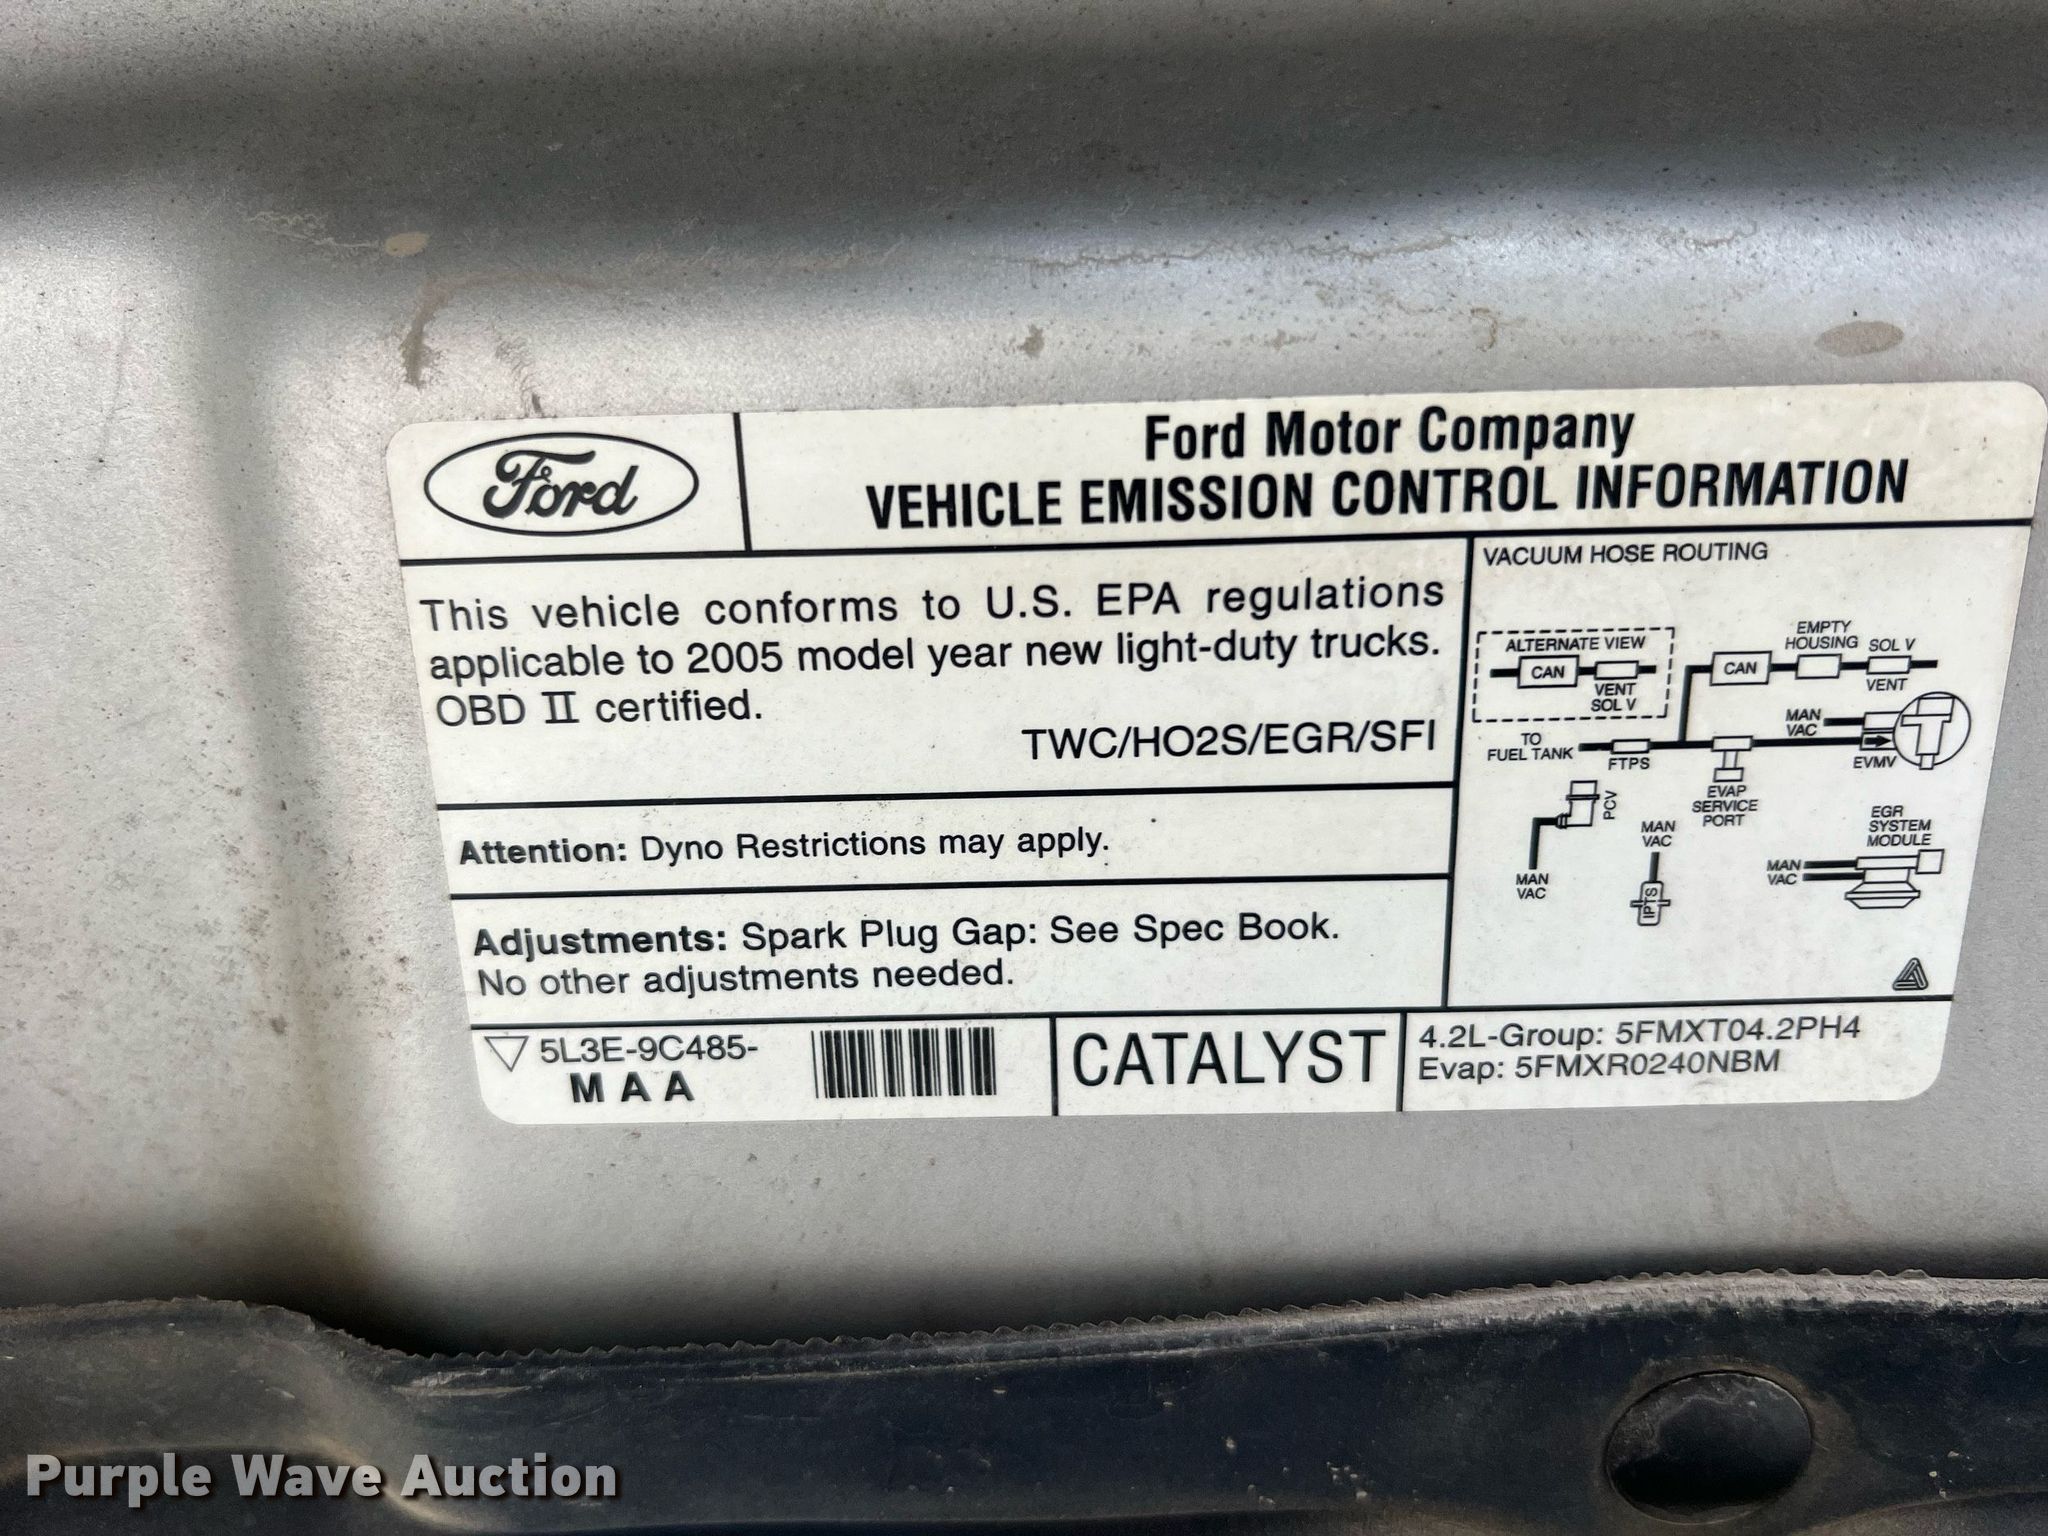 Ford
Ford Motor Company
VEHICLE EMISSION CONTROL INFORMATION
This vehicle conforms to U.S. EPA regulations
applicable to 2005 model year new light-duty trucks.
OBD II certified.
TWC/HO2S/EGR/SFI
Attention: Dyno Restrictions may apply.
Adjustments: Spark Plug Gap: See Spec Book.
No other adjustments needed.
VACUUM HOSE ROUTING
ALTERNATE VIEW
CAN
VENT
SOL V
CAN
EMPTY
HOUSING
SOL V
VENT
MAN
VAC
EVMV
TO
FUEL TANK
FTPS
EVAP
SERVICE
PORT
PCV
MAN
VAC
MAN
VAC
IPTS
EGR
SYSTEM
MODULE
MAN
VAC
5L3E-9C485-
MAA
CATALYST
4.2L-Group: 5FMXT04.2PH4
Evap: 5FMXR0240NBM
Purple Wave Auction